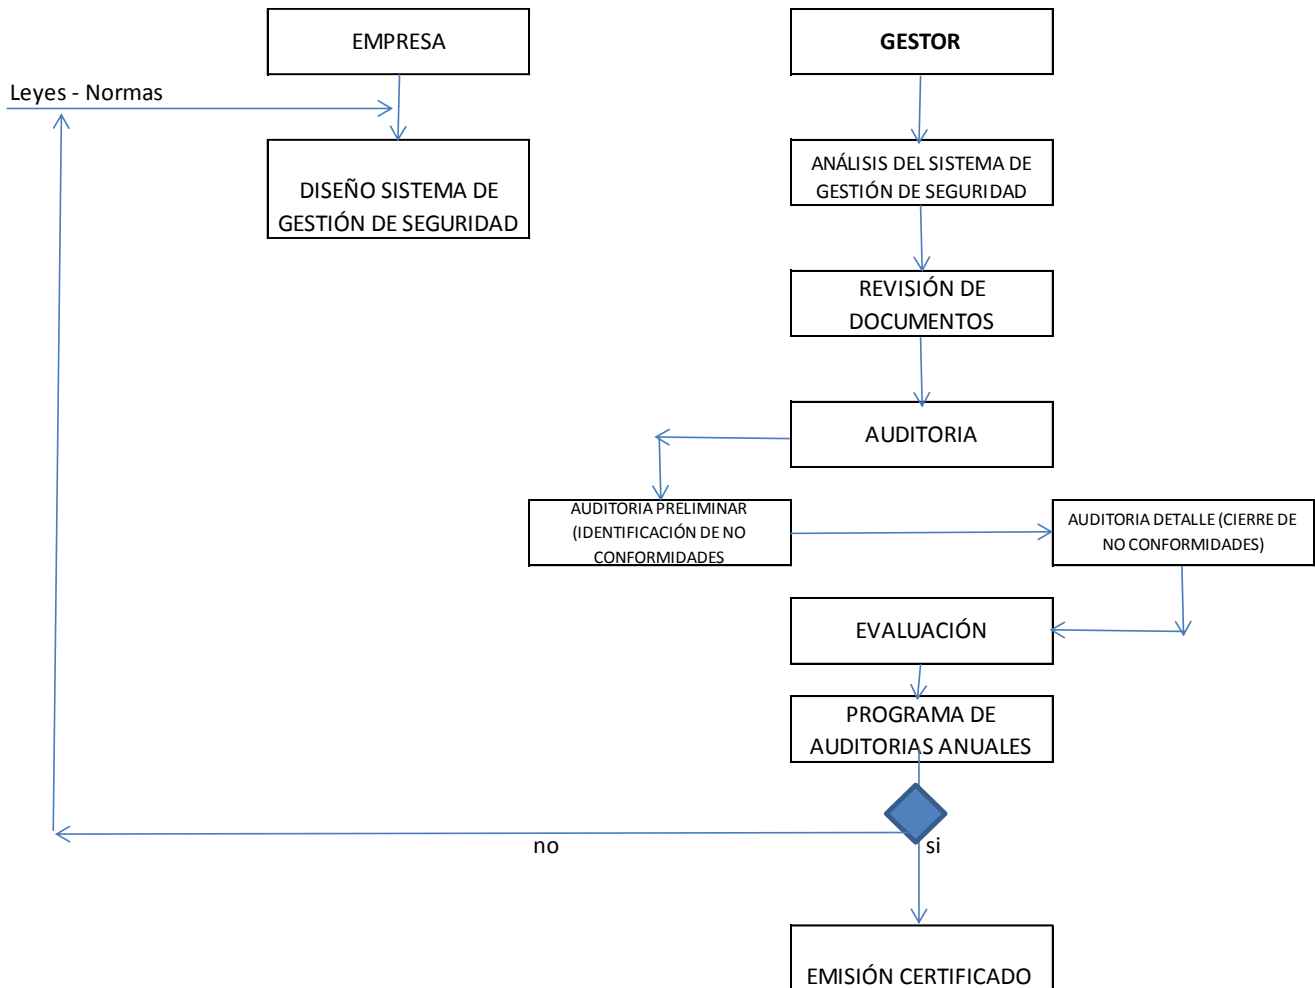 EMPRESA
GESTOR
Leyes - Normas
DISEÑO SISTEMA DE
GESTIÓN DE SEGURIDAD
ANÁLISIS DEL SISTEMA DE
GESTIÓN DE SEGURIDAD
REVISIÓN DE
DOCUMENTOS
AUDITORIA
AUDITORIA PRELIMINAR
(IDENTIFICACIÓN DE NO
CONFORMIDADES
AUDITORIA DETALLE (CIERRE DE
NO CONFORMIDADES)
EVALUACIÓN
PROGRAMA DE
AUDITORIAS ANUALES
no
si
EMISIÓN CERTIFICADO